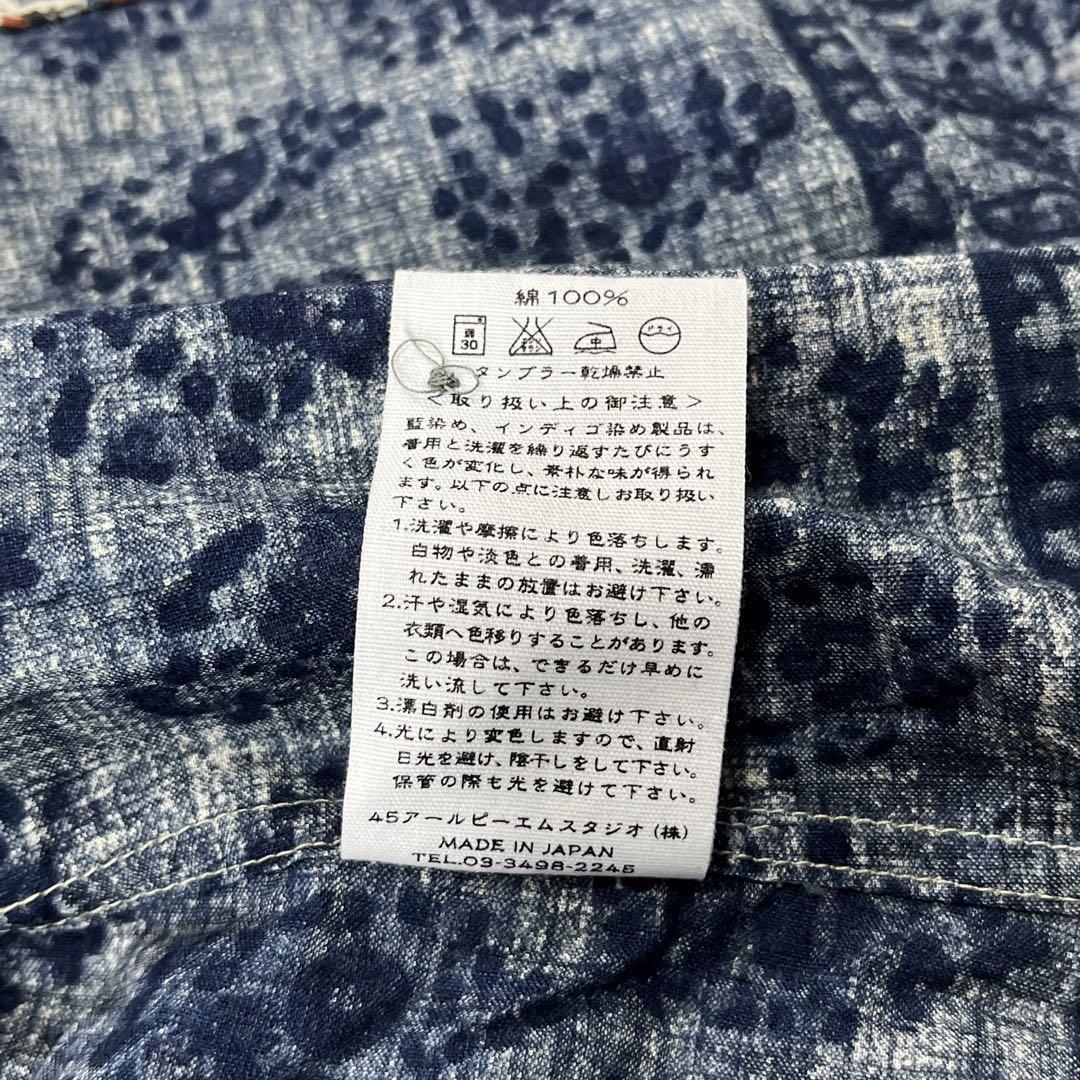 綿100%
弱 30 エンソサラシ 中 ドライ
タンブラー乾燥禁止
<取り扱い上の御注意>
藍染め、インディゴ染め製品は、
着用と洗濯を繰り返すたびにうす
く色が変化し、素朴な味が得られ
ます。以下の点に注意しお取り扱い
下さい。
1.洗濯や摩擦により色落ちします。
白物や淡色との着用、洗濯、濡
れたままの放置はお避け下さい。
2.汗や湿気により色落ちし、他の
衣類へ色移りすることがあります。
この場合は、できるだけ早めに
洗い流して下さい。
3.漂白剤の使用はお避け下さい。
4.光により変色しますので、直射
日光を避け、陰干しをして下さい。
保管の際も光を避けて下さい。
45アールピーエムスタジオ(株)
MADE IN JAPAN
TEL.03-3498-2245